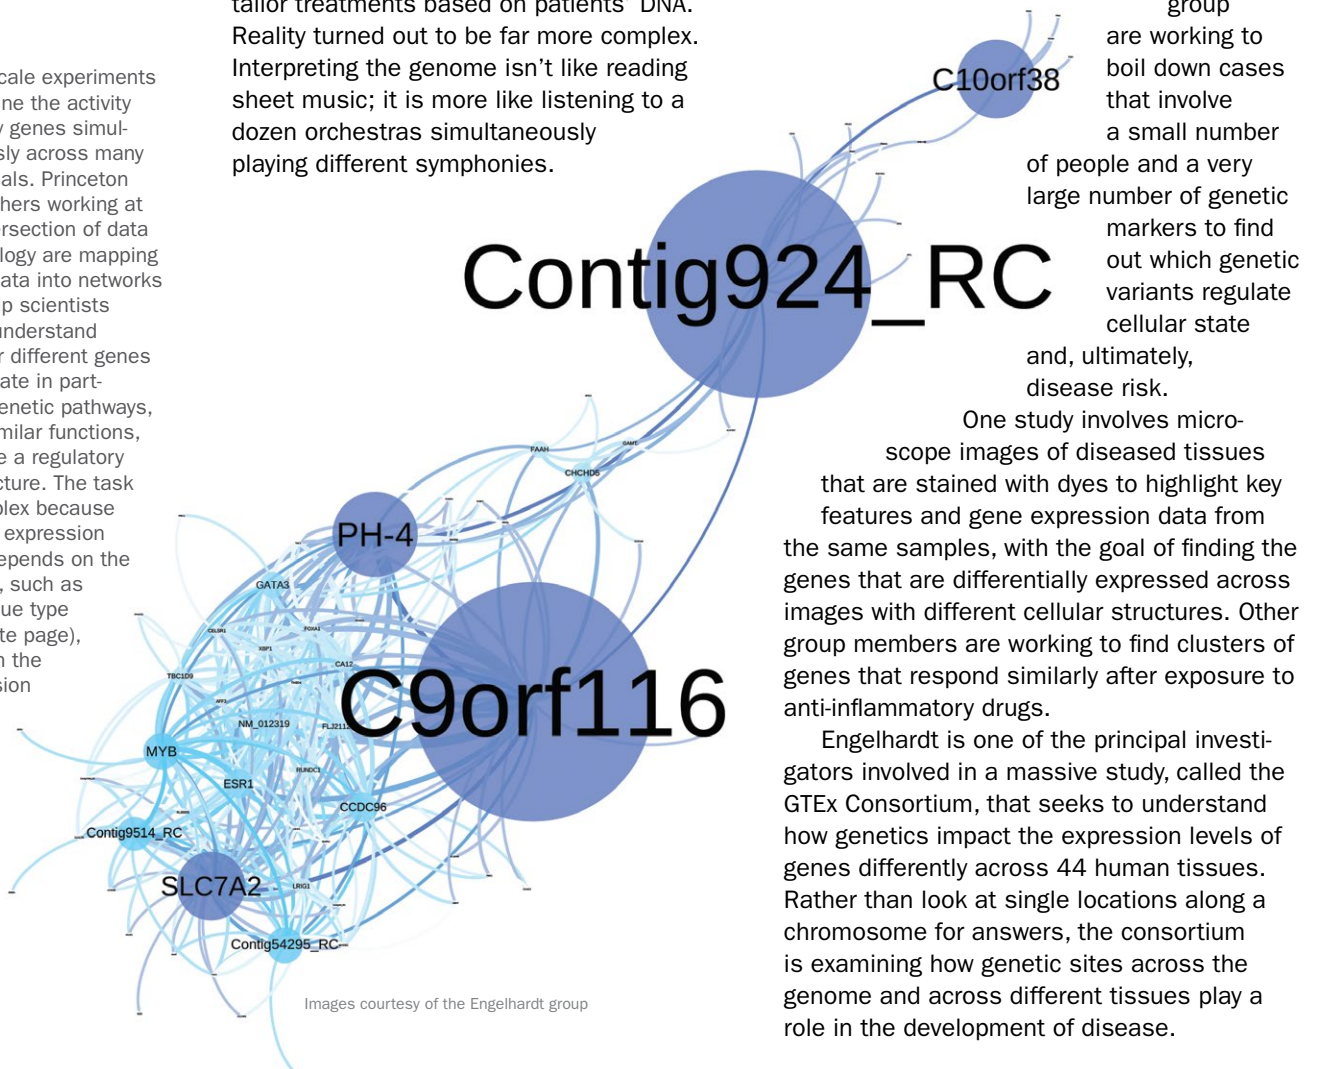 cale experiments
ne the activity
y genes simul-
sly across many
als. Princeton
hers working at
rsection of data
logy are mapping
ata into networks
p scientists
understand
r different genes
ate in part-
enetic pathways,
milar functions,
e a regulatory
cture. The task
plex because
expression
epends on the
, such as
ue type
te page),
n the
sion
tailor treatments based on patients’ DNA.
Reality turned out to be far more complex.
Interpreting the genome isn’t like reading
sheet music; it is more like listening to a
dozen orchestras simultaneously
playing different symphonies.
C10orf38
Contig924_RC
FAAH
GAMT
CHCHD5
PH-4
GATA3
CELSR1
FOXA1
XBP1
CA12
TBC1D9
AFF3
C9orf116
NM_012319
MYB
RUNDC1
ESR1
CCDC96
Contig9514_RC
SLC7A2
LRIG1
Contig54295_RC
Images courtesy of the Engelhardt group
group
are working to
boil down cases
that involve
a small number
of people and a very
large number of genetic
markers to find
out which genetic
variants regulate
cellular state
and, ultimately,
disease risk.
One study involves micro-
scope images of diseased tissues
that are stained with dyes to highlight key
features and gene expression data from
the same samples, with the goal of finding the
genes that are differentially expressed across
images with different cellular structures. Other
group members are working to find clusters of
genes that respond similarly after exposure to
anti-inflammatory drugs.
Engelhardt is one of the principal investi-
gators involved in a massive study, called the
GTEx Consortium, that seeks to understand
how genetics impact the expression levels of
genes differently across 44 human tissues.
Rather than look at single locations along a
chromosome for answers, the consortium
is examining how genetic sites across the
genome and across different tissues play a
role in the development of disease.